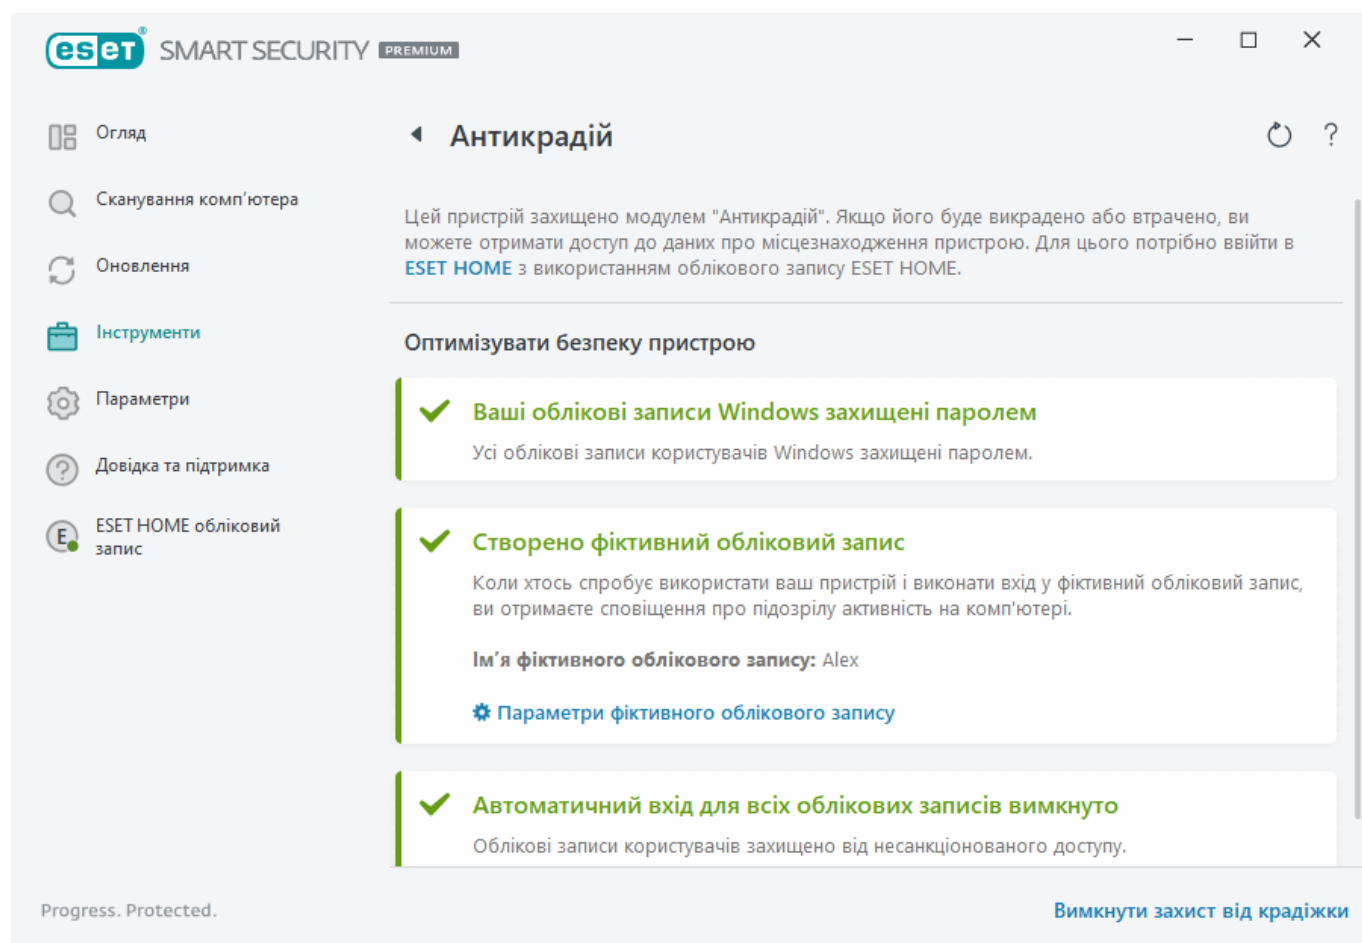 eset® SMART SECURITY PREMIUM
Огляд
Сканування комп'ютера
Оновлення
Інструменти
Параметри
Довідка та підтримка
E
ESET HOME обліковий
запис
Антикрадій
?
Цей пристрій захищено модулем "Антикрадій". Якщо його буде викрадено або втрачено, ви
можете отримати доступ до даних про місцезнаходження пристрою. Для цього потрібно ввійти в
ESET HOME з використанням облікового запису ESET HOME.
Оптимізувати безпеку пристрою
Ваші облікові записи Windows захищені паролем
Усі облікові записи користувачів Windows захищені паролем.
Створено фіктивний обліковий запис
Коли хтось спробує використати ваш пристрій і виконати вхід у фіктивний обліковий запис,
ви отримаєте сповіщення про підозрілу активність на комп'ютері.
Ім’я фіктивного облікового запису: Alex
Параметри фіктивного облікового запису
Автоматичний вхід для всіх облікових записів вимкнуто
Облікові записи користувачів захищено від несанкціонованого доступу.
Progress. Protected.
Вимкнути захист від крадіжки